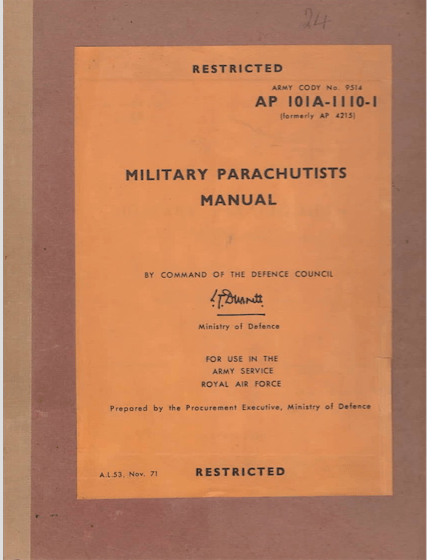 24
RESTRICTED
ARMY CODY No. 9514
AP 101A-1110-1
(formerly AP 4215)
MILITARY PARACHUTISTS
MANUAL
BY COMMAND OF THE DEFENCE COUNCIL
Ministry of Defence
FOR USE IN THE
ARMY SERVICE
ROYAL AIR FORCE
Prepared by the Procurement Executive, Ministry of Defence
A.L.53, Nov. 71
RESTRICTED